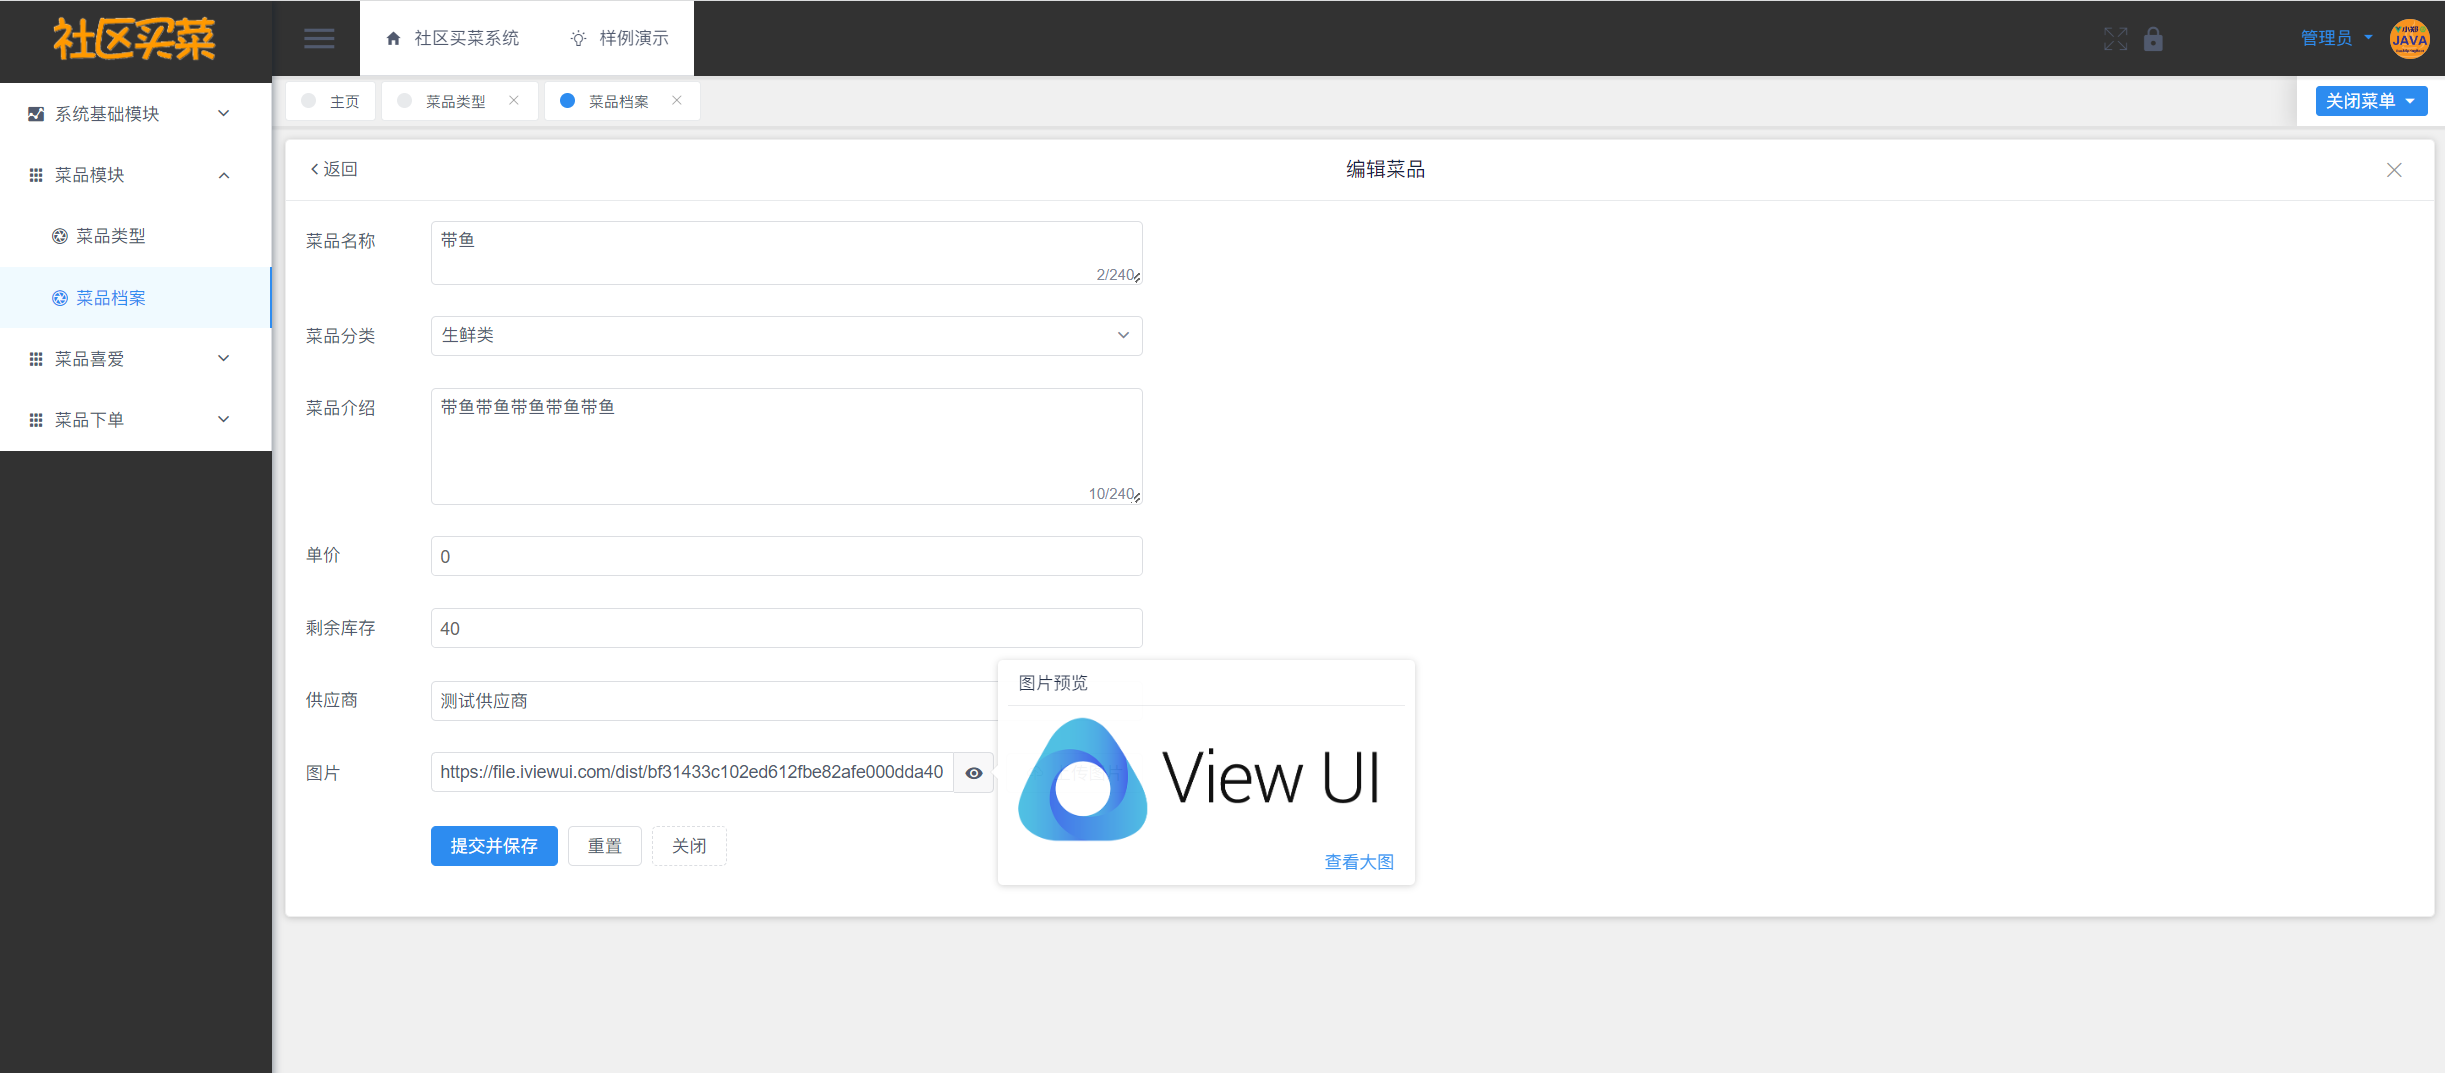 社区买菜
社区买菜系统
样例演示
管理员
JAVA
系统基础模块
菜品模块
菜品类型
菜品档案
菜品喜爱
菜品下单
主页
菜品类型
菜品档案
关闭菜单
返回
编辑菜品
菜品名称
带鱼
2/240
菜品分类
生鲜类
菜品介绍
带鱼带鱼带鱼带鱼带鱼
10/240
单价
0
剩余库存
40
供应商
测试供应商
图片
https://file.iviewui.com/dist/bf31433c102ed612fbe82afe000dda40
图片预览
View UI
查看大图
提交并保存
重置
关闭